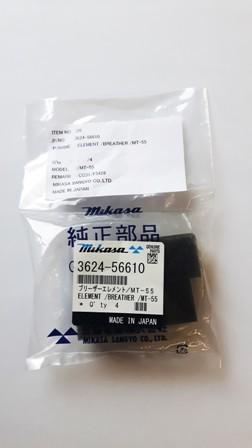 ITEM NO.
P/NO. 3624-56610
P/NAME ELEMENT /BREATHER /MT-55
Q'ty /4
MODEL /MT-55
REMARK
MIKASA SANGYO CO.,LTD
MADE IN JAPAN
mikasa
純正部品
mikasa GENUINE PARTS
3624-56610
ブリーザーエレメント/MT-55
ELEMENT /BREATHER /MT-55
* Q'ty 4
MADE IN JAPAN
MIKASA SANGYO CO., LTD.